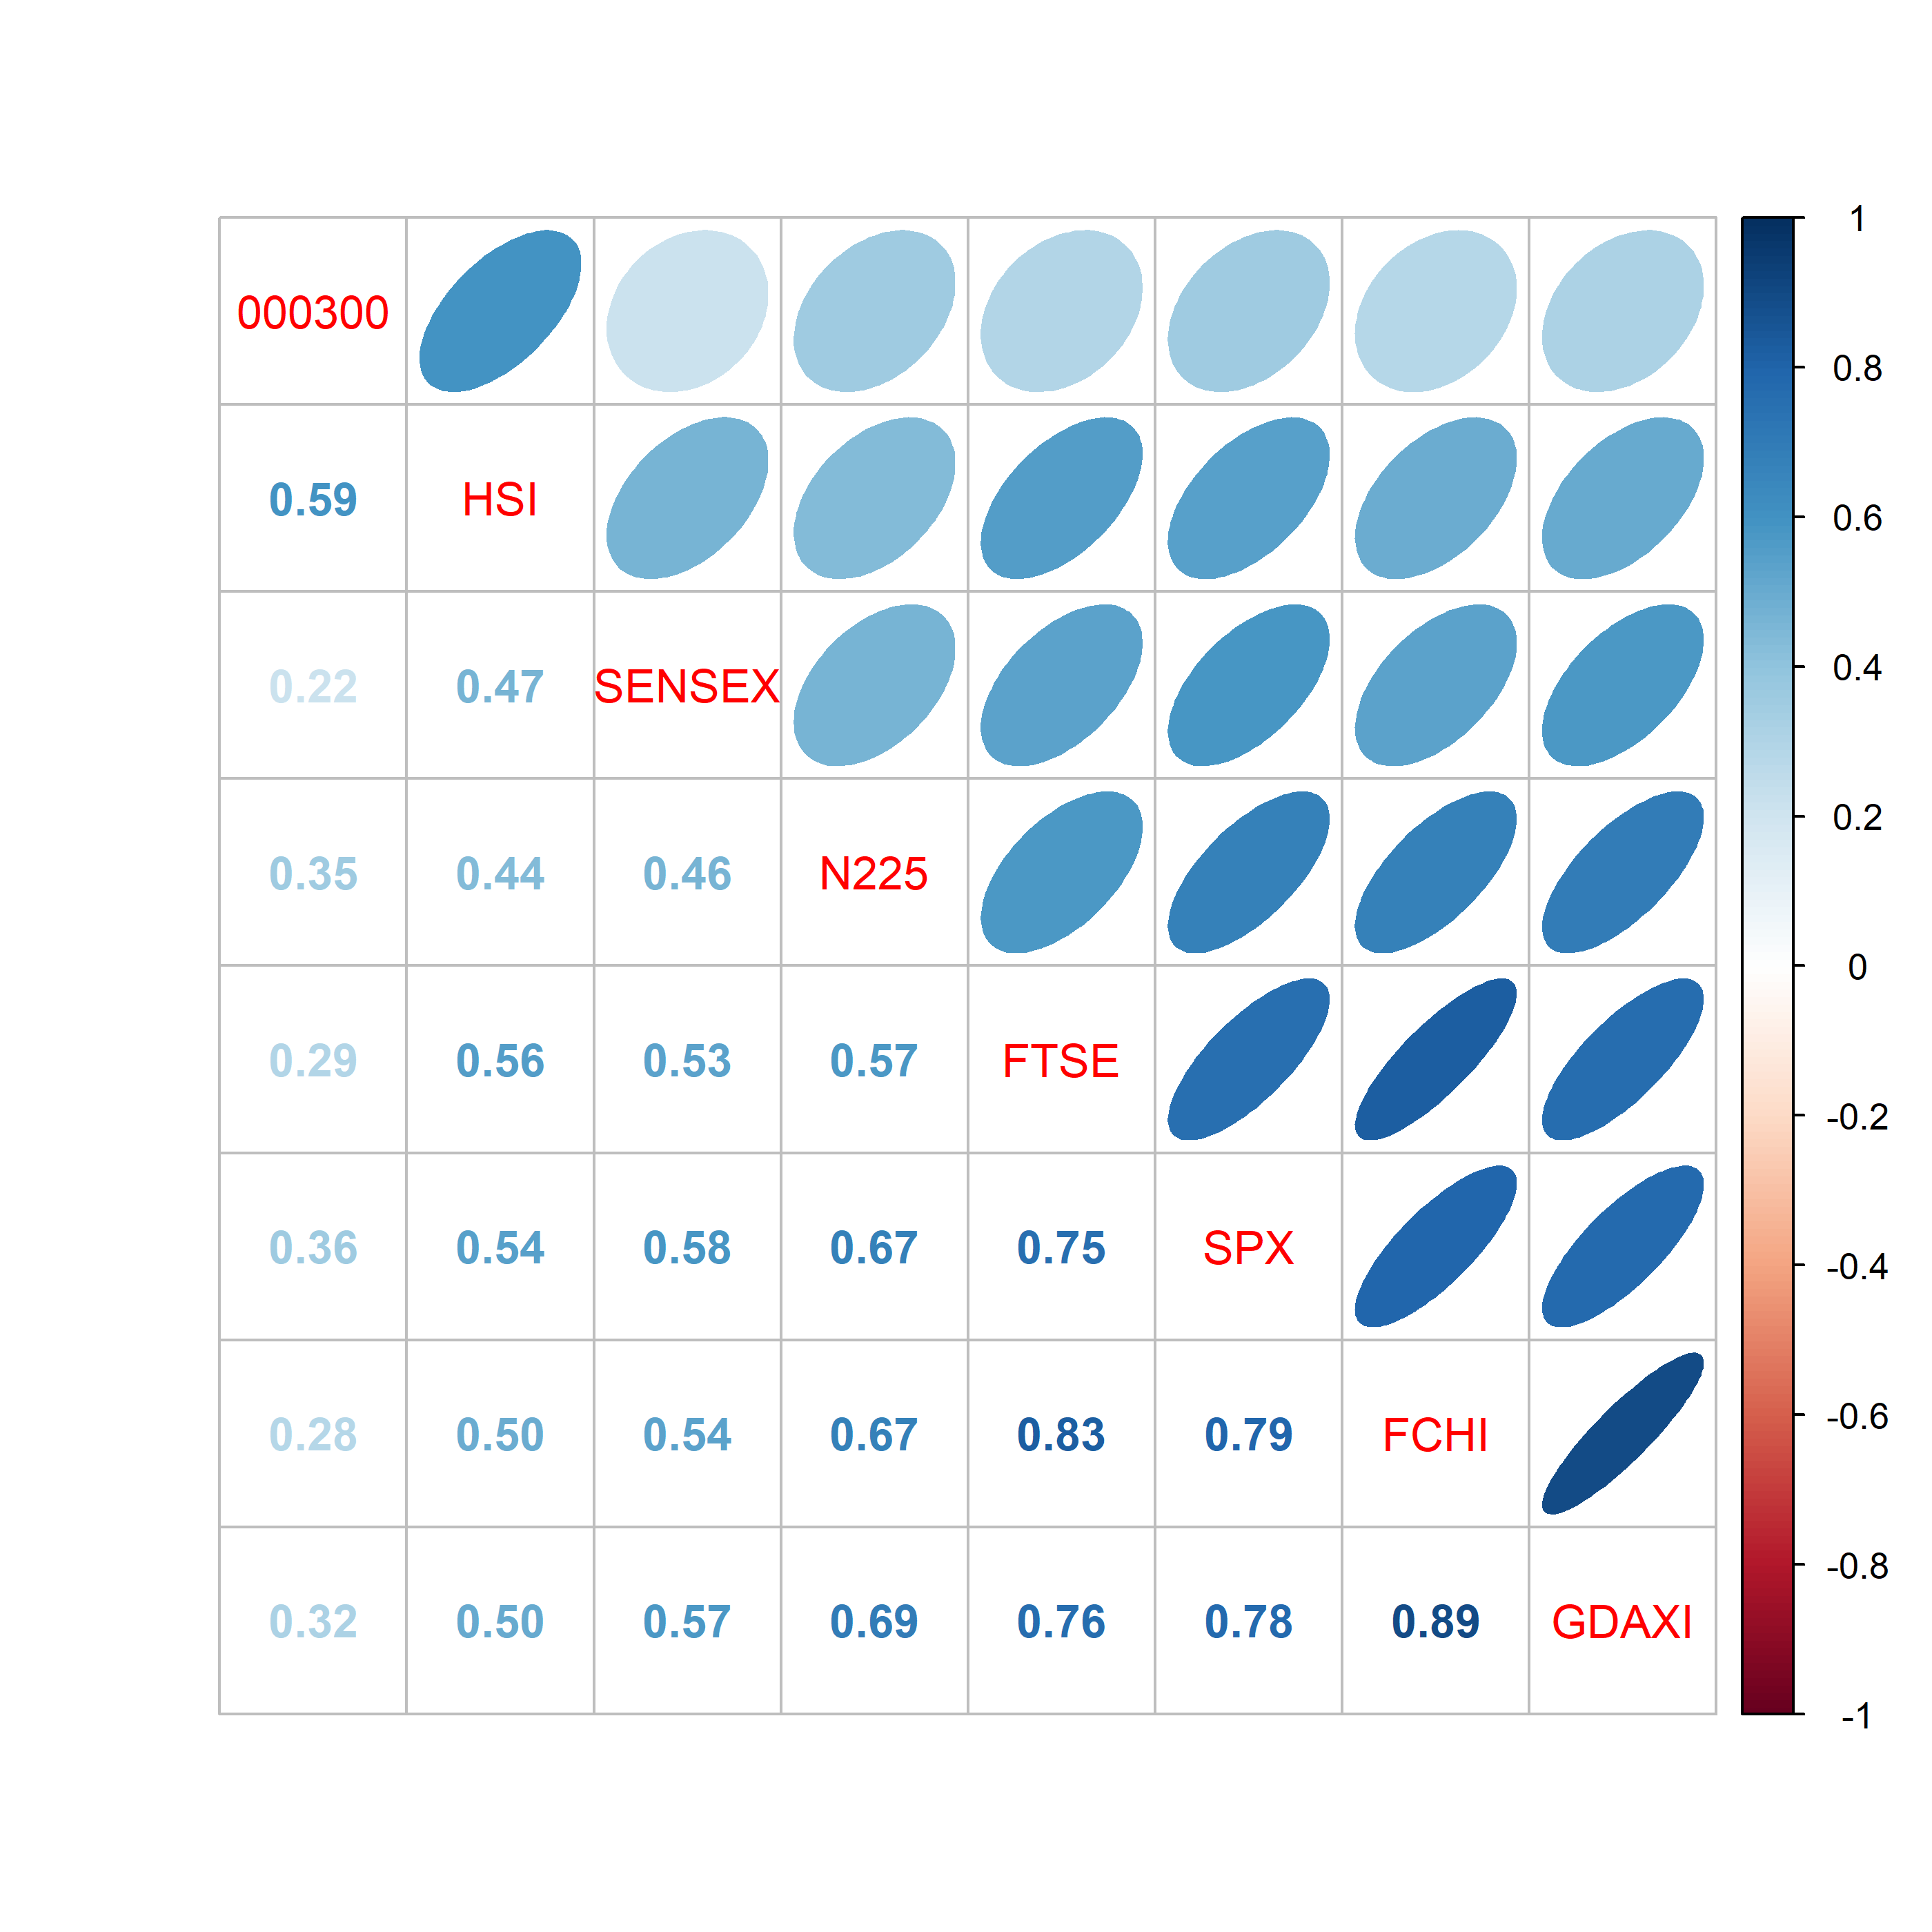 000300
0.59 HSI
0.22 0.47 SENSEX
0.35 0.44 0.46 N225
0.29 0.56 0.53 0.57 FTSE
0.36 0.54 0.58 0.67 0.75 SPX
0.28 0.50 0.54 0.67 0.83 0.79 FCHI
0.32 0.50 0.57 0.69 0.76 0.78 0.89 GDAXI
1
0.8
0.6
0.4
0.2
0
-0.2
-0.4
-0.6
-0.8
-1